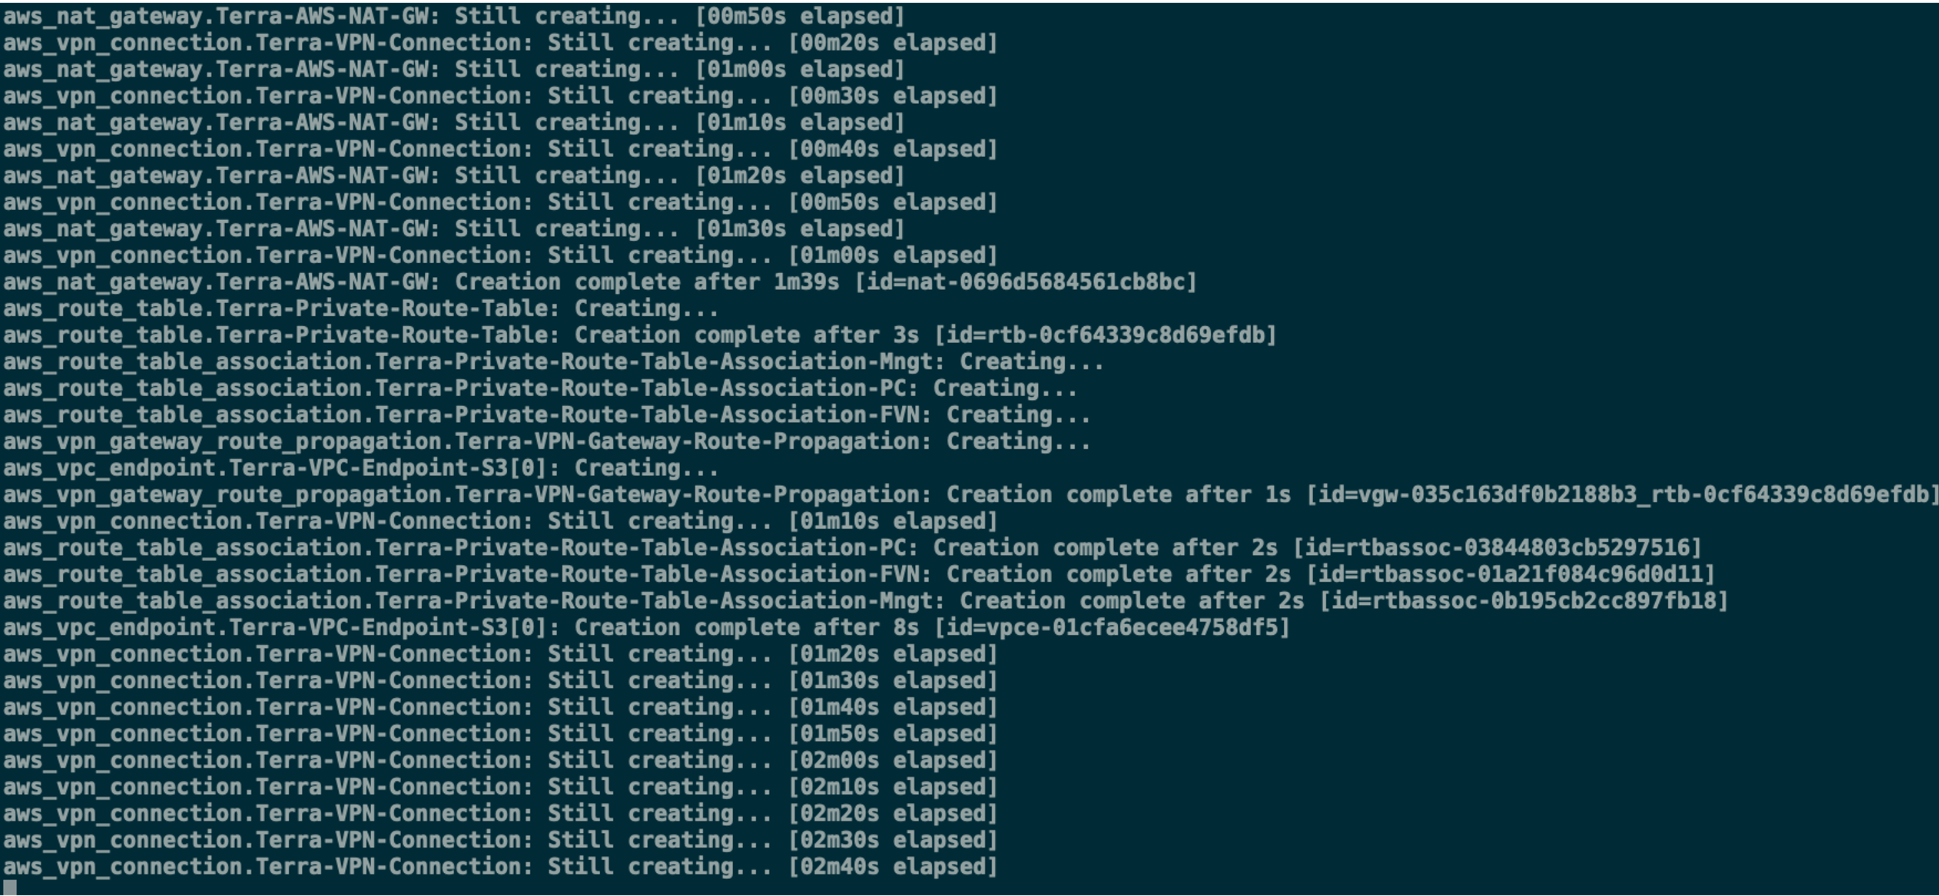 aws_nat_gateway.Terra-AWS-NAT-GW: Still creating... [00m50s elapsed]
aws_vpn_connection.Terra-VPN-Connection: Still creating... [00m20s elapsed]
aws_nat_gateway.Terra-AWS-NAT-GW: Still creating... [01m00s elapsed]
aws_vpn_connection.Terra-VPN-Connection: Still creating... [00m30s elapsed]
aws_nat_gateway.Terra-AWS-NAT-GW: Still creating... [01m10s elapsed]
aws_vpn_connection.Terra-VPN-Connection: Still creating... [00m40s elapsed]
aws_nat_gateway.Terra-AWS-NAT-GW: Still creating... [01m20s elapsed]
aws_vpn_connection.Terra-VPN-Connection: Still creating... [00m50s elapsed]
aws_nat_gateway.Terra-AWS-NAT-GW: Still creating... [01m30s elapsed]
aws_vpn_connection.Terra-VPN-Connection: Still creating... [01m00s elapsed]
aws_nat_gateway.Terra-AWS-NAT-GW: Creation complete after 1m39s [id=nat-0696d5684561cb8bc]
aws_route_table.Terra-Private-Route-Table: Creating...
aws_route_table.Terra-Private-Route-Table: Creation complete after 3s [id=rtb-0cf64339c8d69efdb]
aws_route_table_association.Terra-Private-Route-Table-Association-Mngt: Creating...
aws_route_table_association.Terra-Private-Route-Table-Association-PC: Creating...
aws_route_table_association.Terra-Private-Route-Table-Association-FVN: Creating...
aws_vpn_gateway_route_propagation.Terra-VPN-Gateway-Route-Propagation: Creating...
aws_vpc_endpoint.Terra-VPC-Endpoint-S3[0]: Creating...
aws_vpn_gateway_route_propagation.Terra-VPN-Gateway-Route-Propagation: Creation complete after 1s [id=vgw-035c163df0b2188b3_rtb-0cf64339c8d69efdb]
aws_vpn_connection.Terra-VPN-Connection: Still creating... [01m10s elapsed]
aws_route_table_association.Terra-Private-Route-Table-Association-PC: Creation complete after 2s [id=rtbassoc-03844803cb5297516]
aws_route_table_association.Terra-Private-Route-Table-Association-FVN: Creation complete after 2s [id=rtbassoc-01a21f084c96d0d11]
aws_route_table_association.Terra-Private-Route-Table-Association-Mngt: Creation complete after 2s [id=rtbassoc-0b195cb2cc897fb18]
aws_vpc_endpoint.Terra-VPC-Endpoint-S3[0]: Creation complete after 8s [id=vpce-01cfa6ecee4758df5]
aws_vpn_connection.Terra-VPN-Connection: Still creating... [01m20s elapsed]
aws_vpn_connection.Terra-VPN-Connection: Still creating... [01m30s elapsed]
aws_vpn_connection.Terra-VPN-Connection: Still creating... [01m40s elapsed]
aws_vpn_connection.Terra-VPN-Connection: Still creating... [01m50s elapsed]
aws_vpn_connection.Terra-VPN-Connection: Still creating... [02m00s elapsed]
aws_vpn_connection.Terra-VPN-Connection: Still creating... [02m10s elapsed]
aws_vpn_connection.Terra-VPN-Connection: Still creating... [02m20s elapsed]
aws_vpn_connection.Terra-VPN-Connection: Still creating... [02m30s elapsed]
aws_vpn_connection.Terra-VPN-Connection: Still creating... [02m40s elapsed]